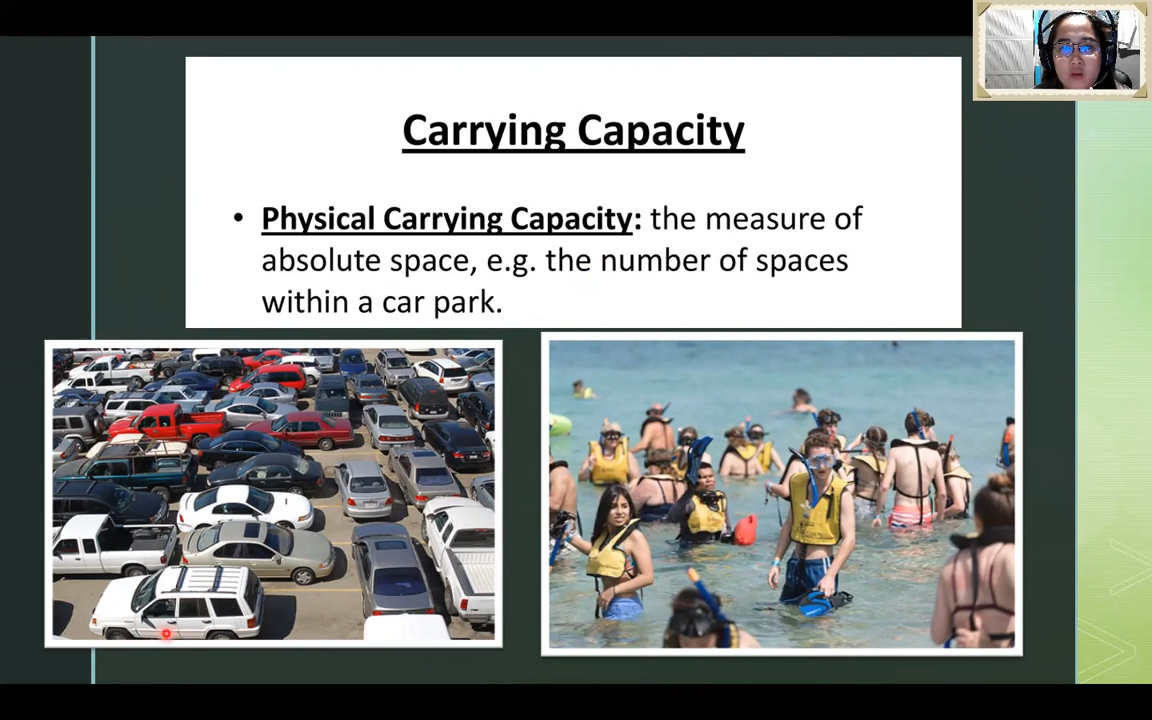 Carrying Capacity
• Physical Carrying Capacity: the measure of
absolute space, e.g. the number of spaces
within a car park.